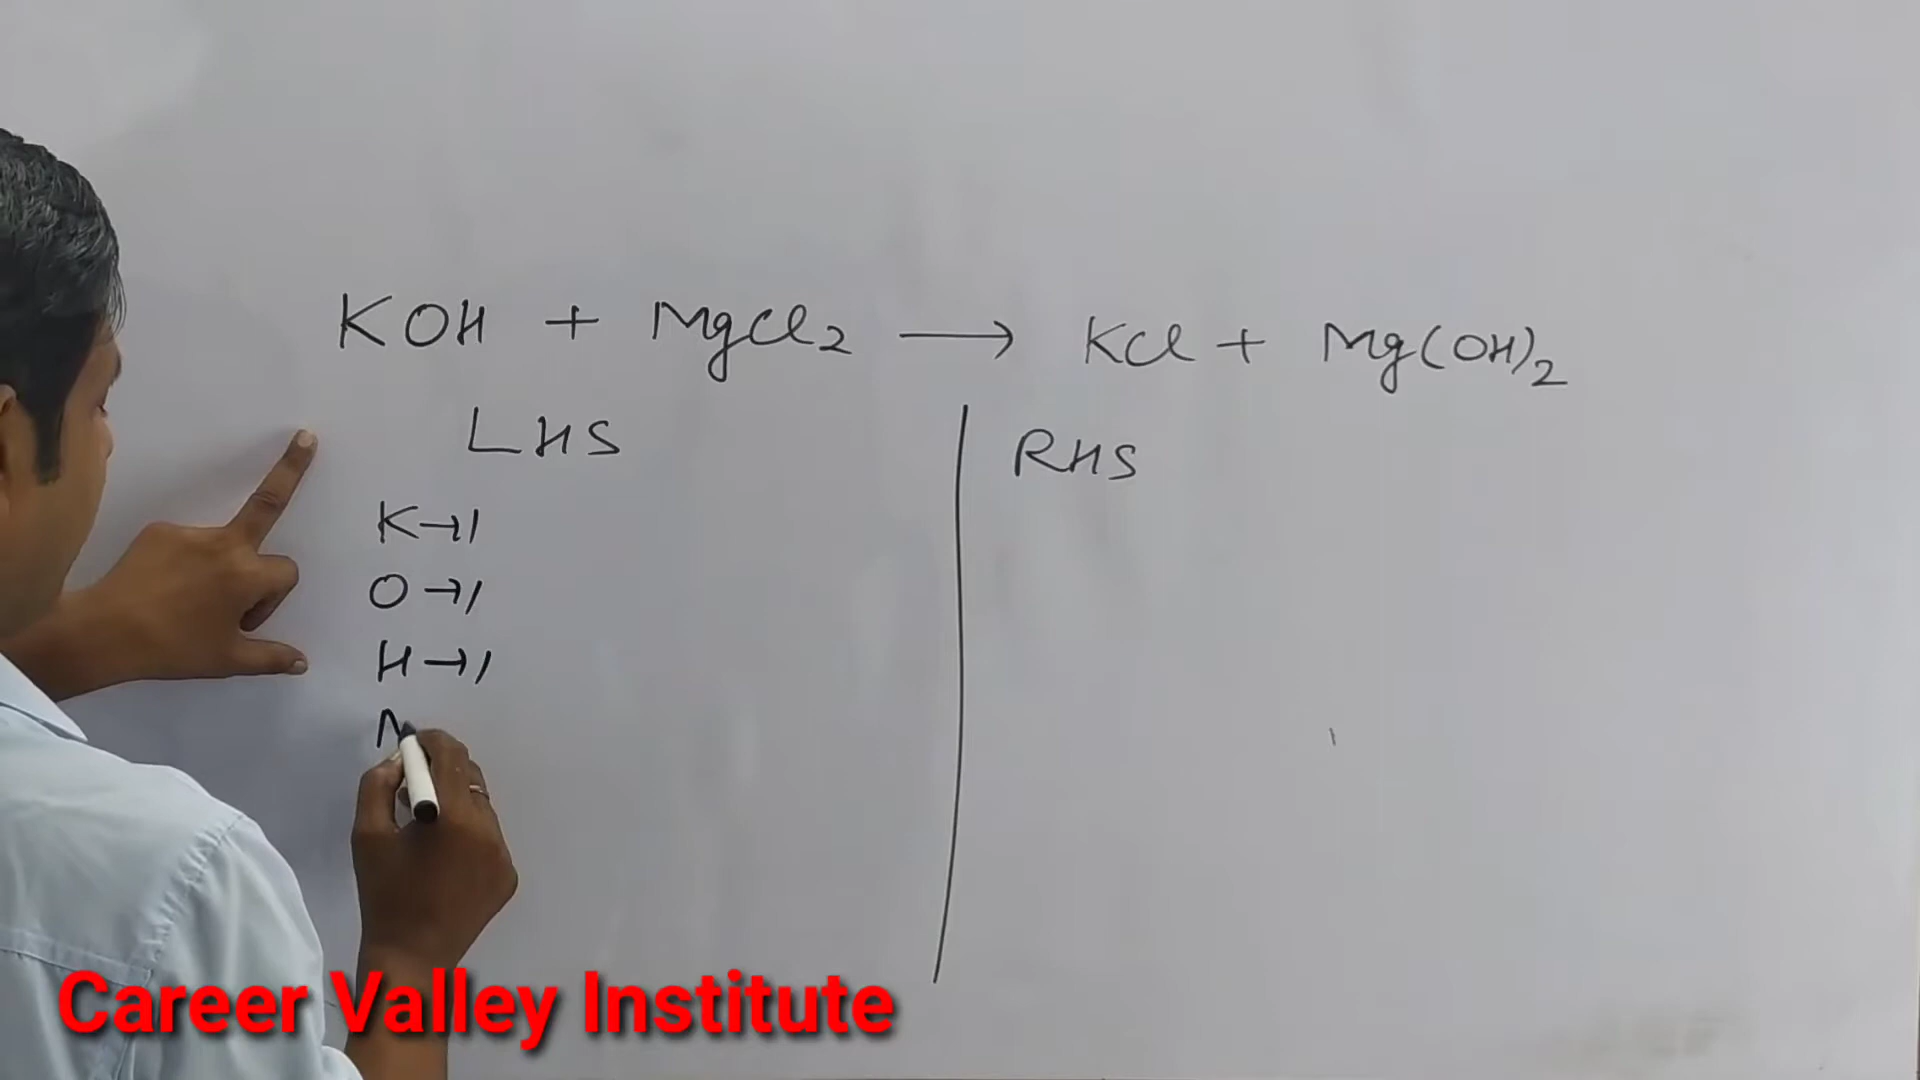 KOH + MgCl₂ → KCl + Mg(OH)₂
LHS
RHS
K→1
O→1
H→1
Career Valley Institute